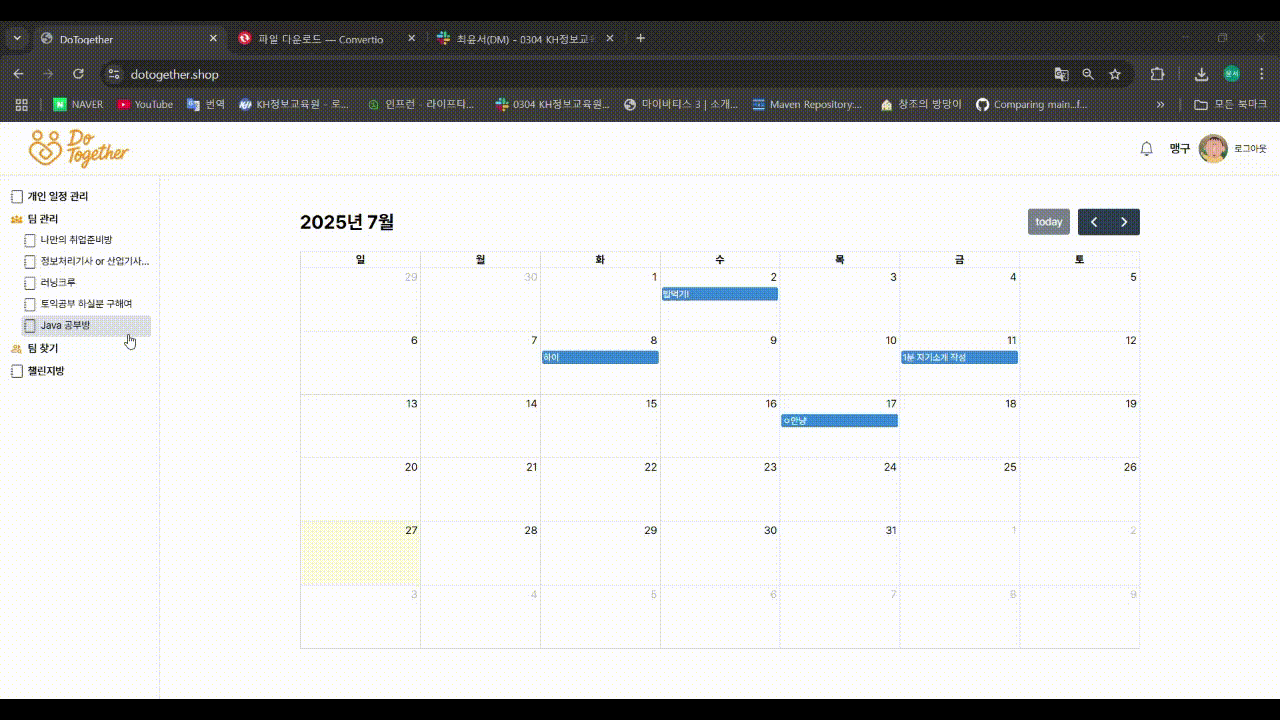 DoTogether
파일 다운로드 — Convertio
최윤서(DM) - 0304 KH정보교육
dotogether.shop
NAVER
YouTube
번역
KH정보교육원 - 로...
인프런 - 라이프타...
0304 KH정보교육원...
마이바티스 3 | 소개...
Maven Repository:...
창조의 방망이
Comparing main...f...
»
모든 북마크
윤서
Do Together
맹구
로그아웃
개인 일정 관리
팀 관리
나만의 취업준비방
정보처리기사 or 산업기사...
러닝크루
토익공부 하실분 구해여
Java 공부방
팀 찾기
챌린지방
2025년 7월
today
일 월 화 수 목 금 토
29 30 1 2 3 4 5
밥먹기!
6 7 8 9 10 11 12
하이
1분 자기소개 작성
13 14 15 16 17 18 19
ㅇ안냥
20 21 22 23 24 25 26
27 28 29 30 31 1 2
3 4 5 6 7 8 9